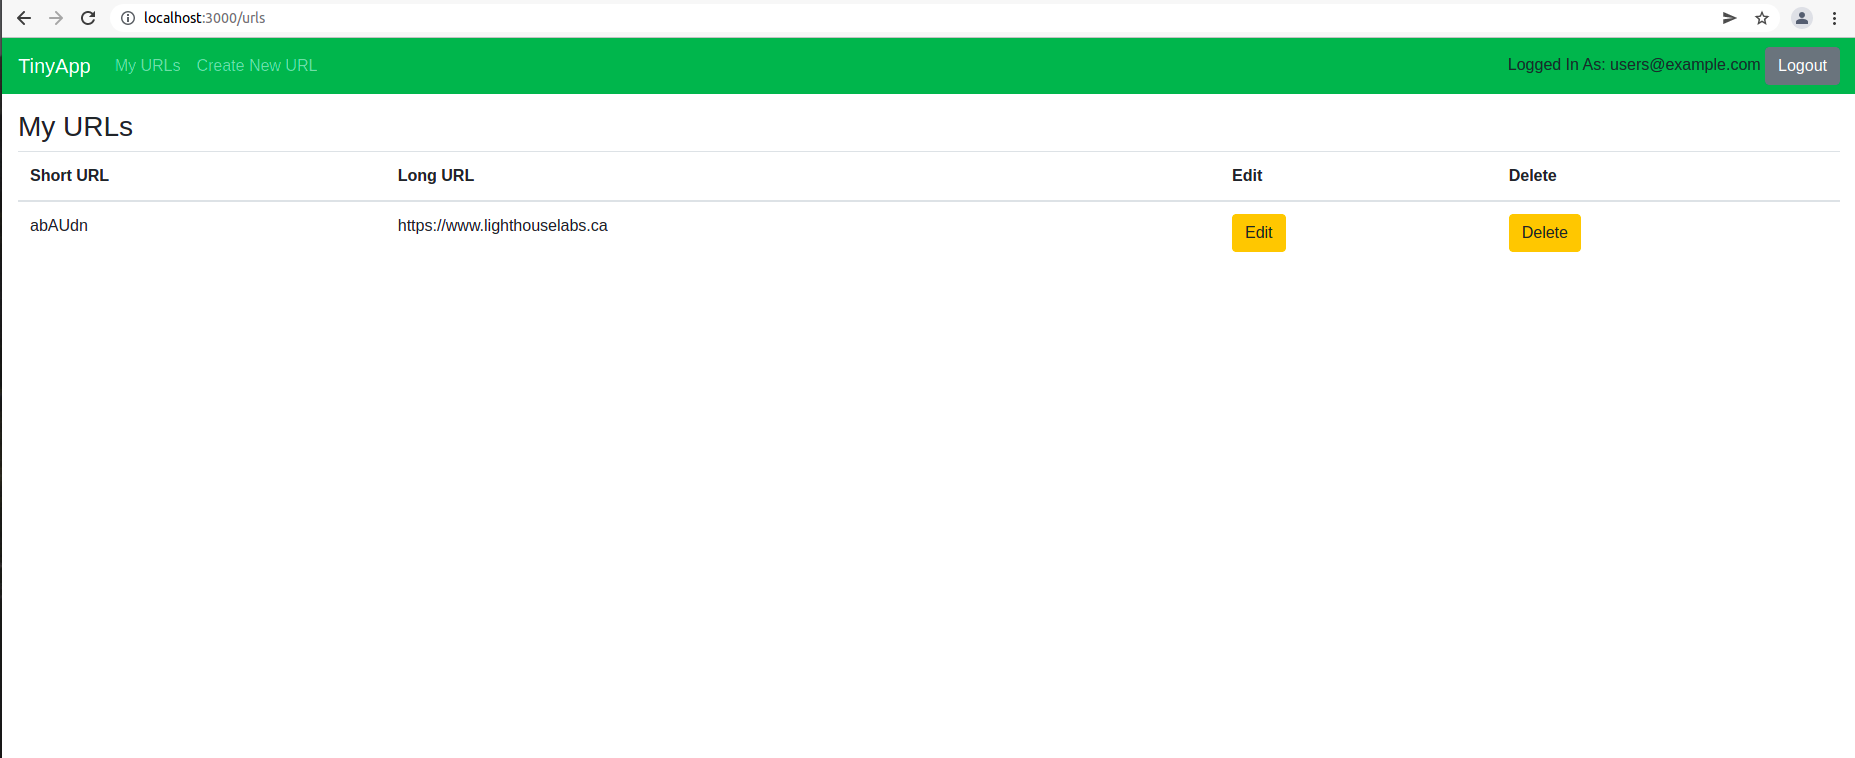 localhost:3000/urls
TinyApp My URLs Create New URL Logged In As: users@example.com Logout
My URLs
Short URL Long URL Edit Delete
abAUdn https://www.lighthouselabs.ca Edit Delete